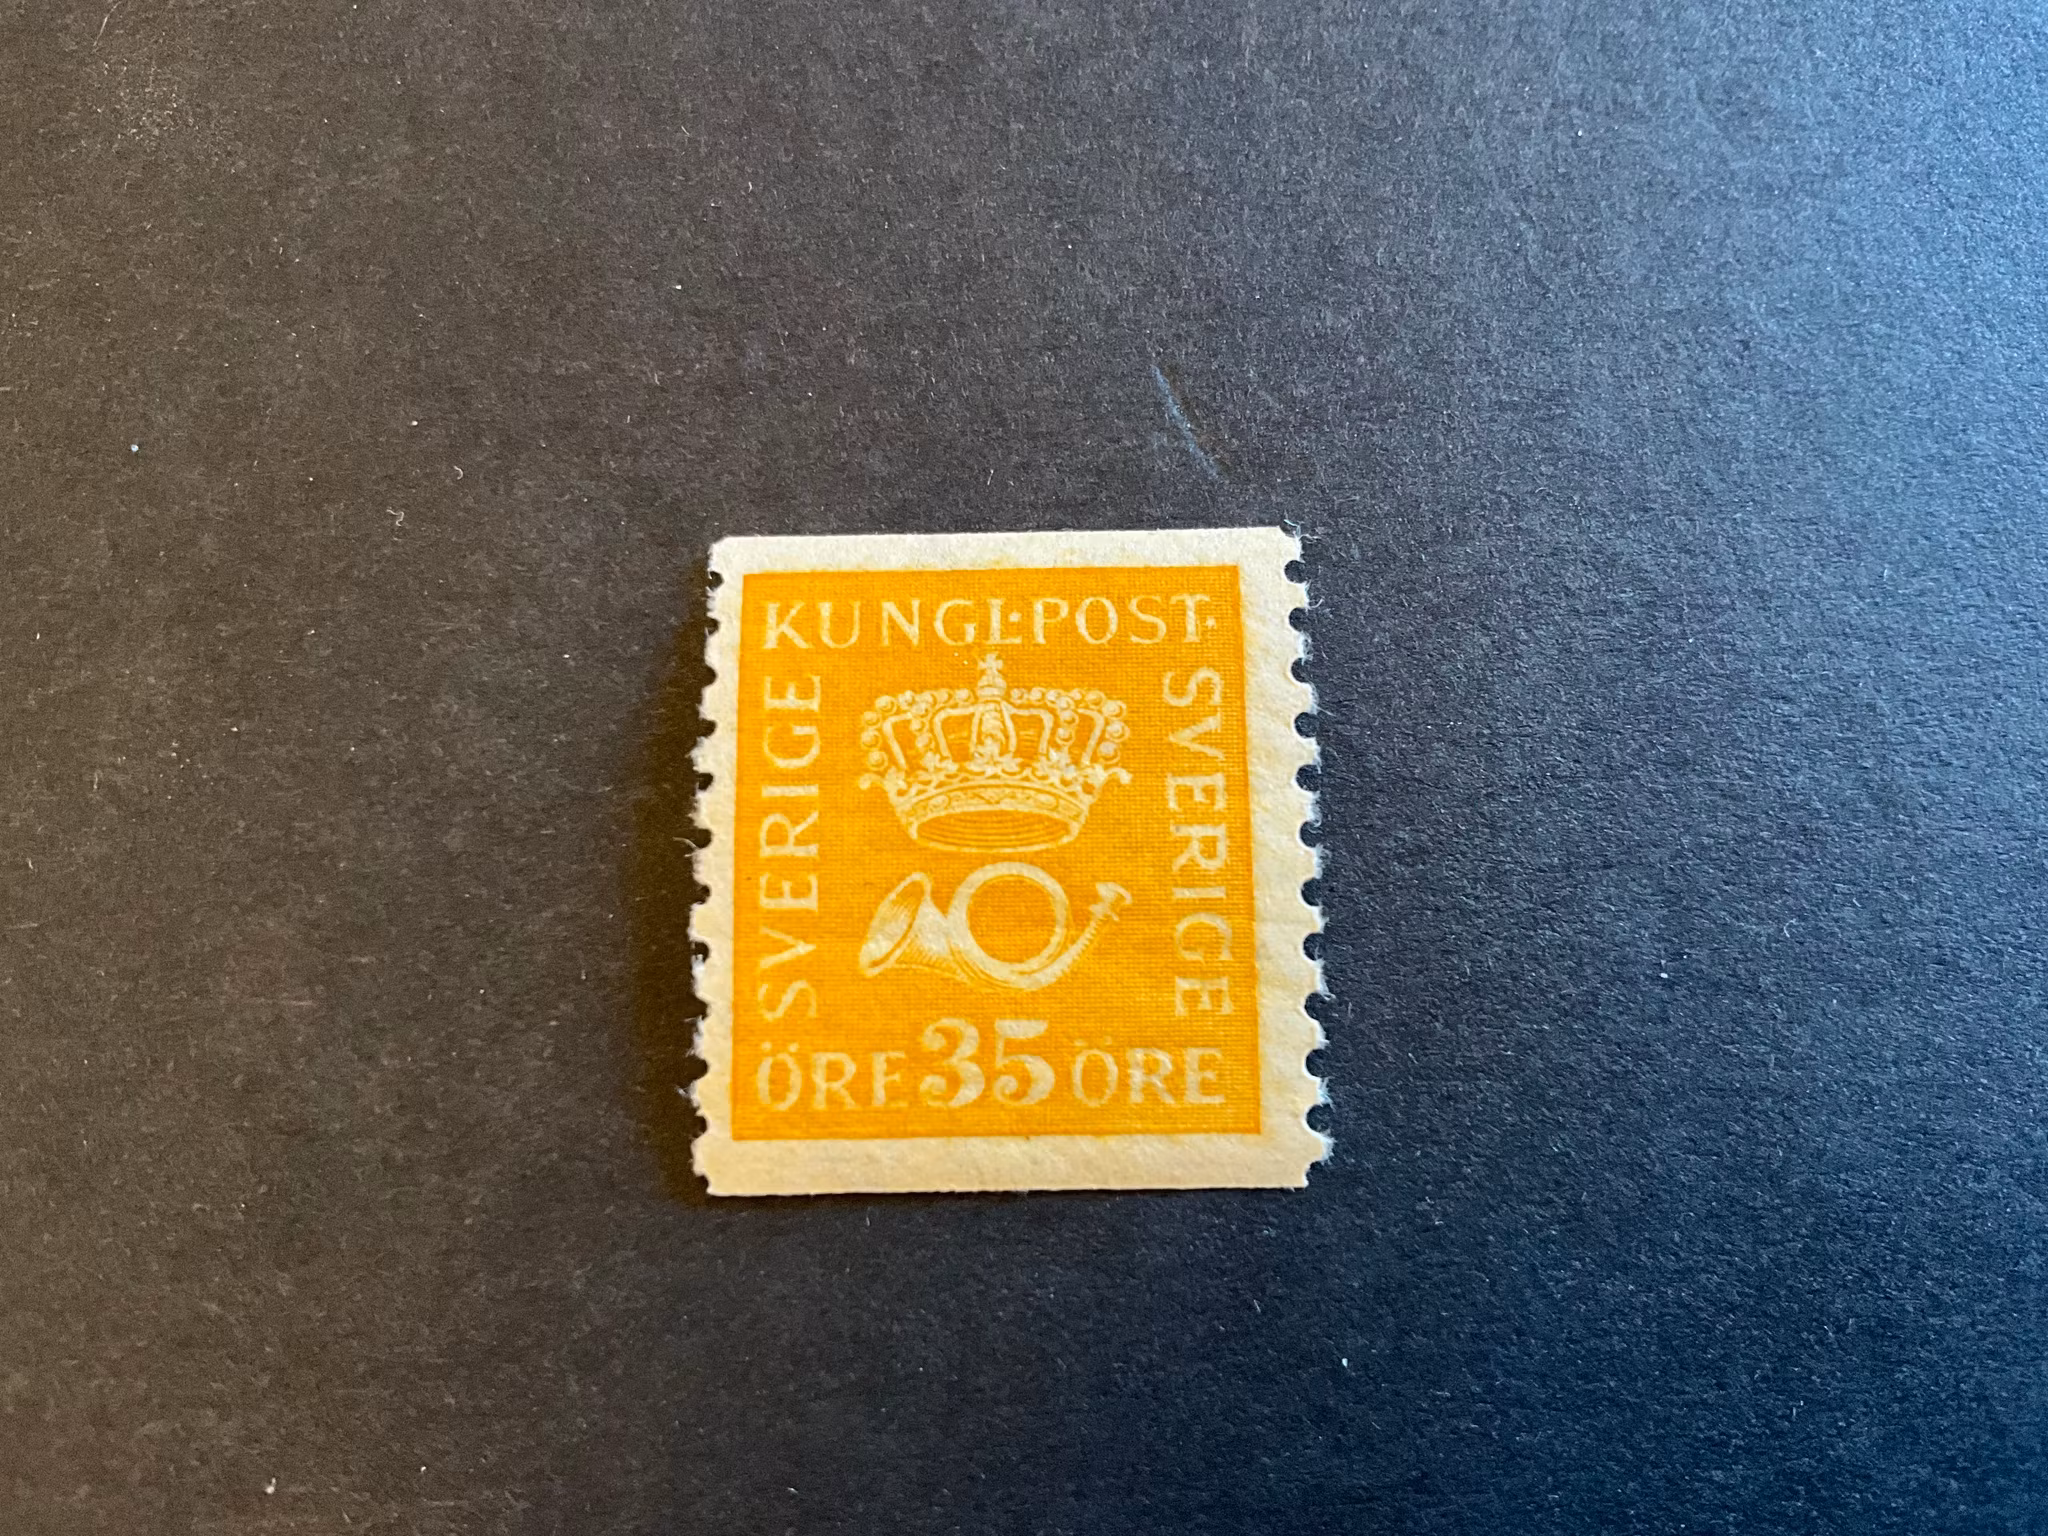 KUNGL·POST·
SVERIGE
SVERIGE
ÖRE 35 ÖRE